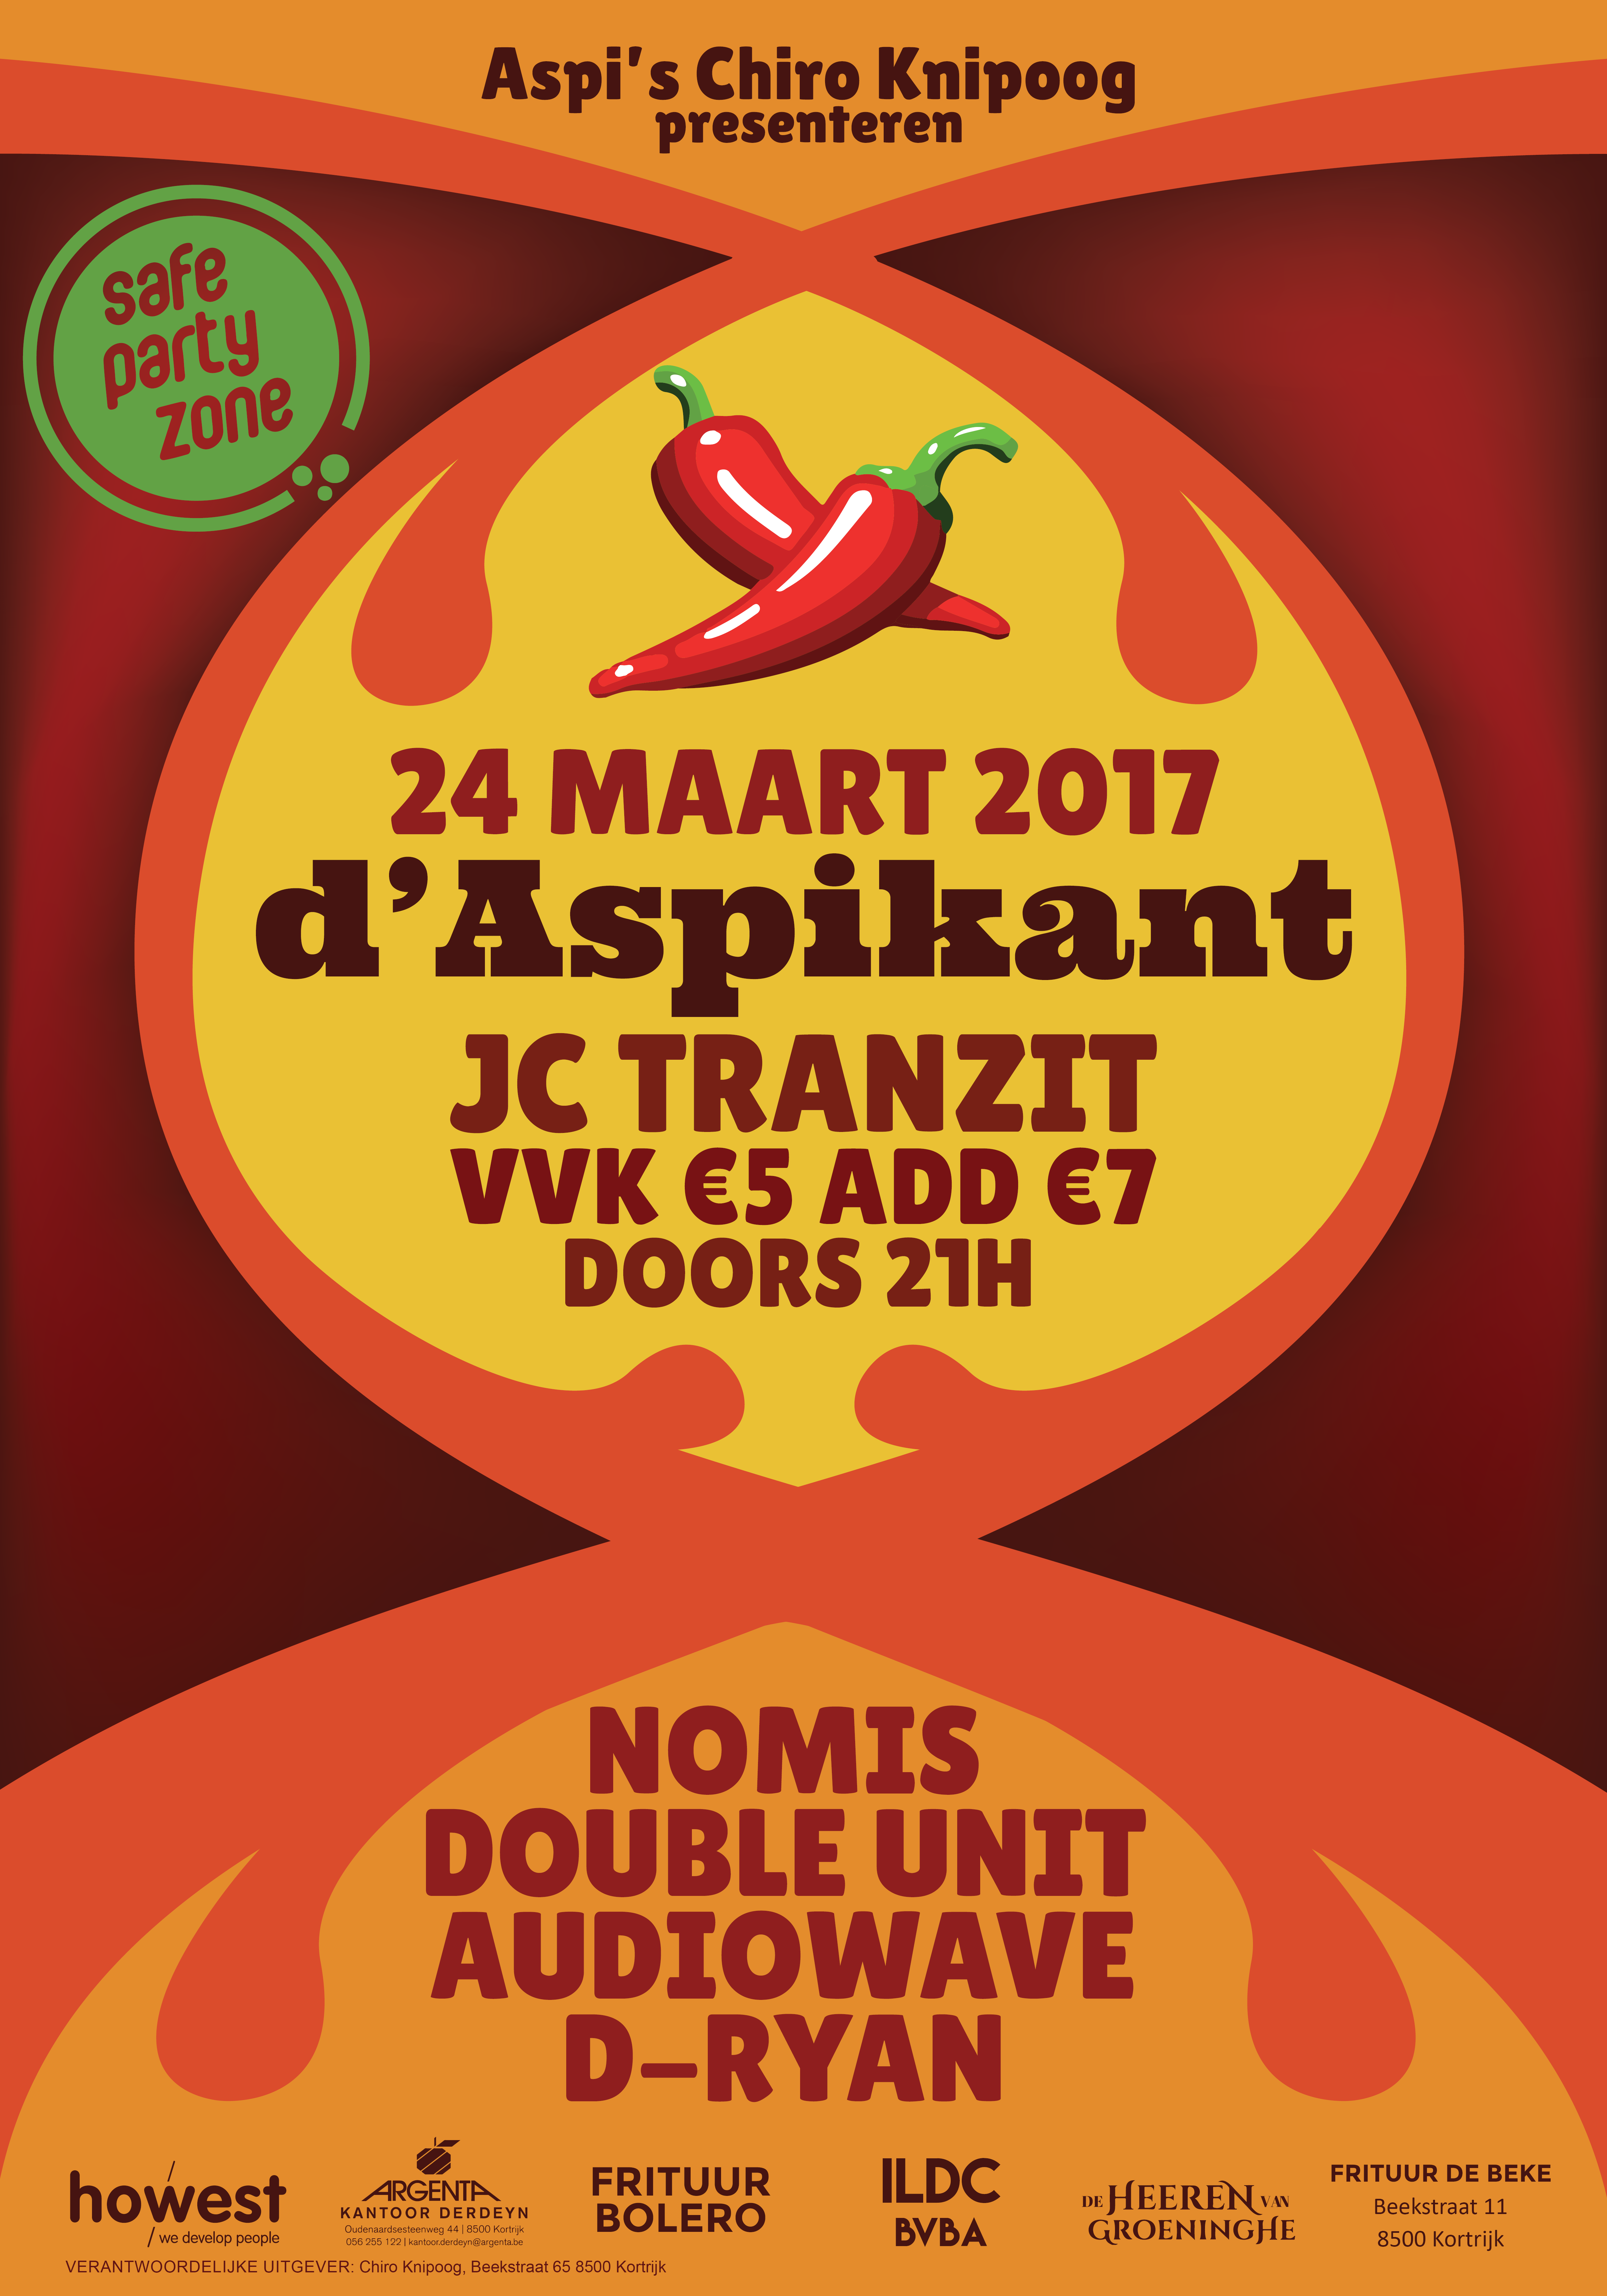 Aspi's Chiro Knipoog
presenteren
safe
party
zone
24 MAART 2017
d'Aspikant
JC TRANZIT
VVK €5 ADD €7
DOORS 21H
NOMIS
DOUBLE UNIT
AUDIOWAVE
D-RYAN
howest
we develop people
ARGENTA
KANTOOR DERDEYN
Oudenaardsesteenweg 44 | 8500 Kortrijk
056 255 122 | kantoor.derdeyn@argenta.be
FRITUUR
BOLERO
ILDC
BVBA
DE HEEREN VAN
GROENINGHE
FRITUUR DE BEKE
Beekstraat 11
8500 Kortrijk
VERANTWOORDELIJKE UITGEVER: Chiro Knipoog, Beekstraat 65 8500 Kortrijk